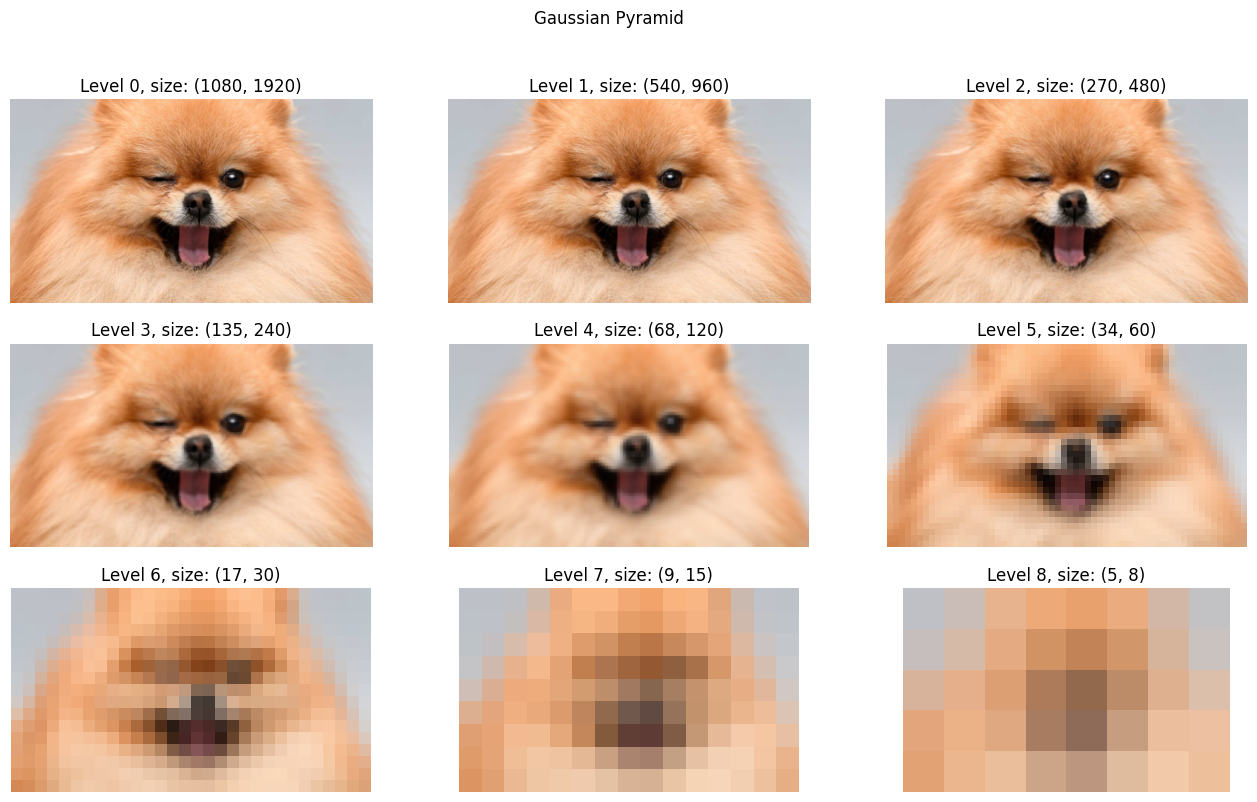 Gaussian Pyramid
Level 0, size: (1080, 1920)
Level 1, size: (540, 960)
Level 2, size: (270, 480)
Level 3, size: (135, 240)
Level 4, size: (68, 120)
Level 5, size: (34, 60)
Level 6, size: (17, 30)
Level 7, size: (9, 15)
Level 8, size: (5, 8)